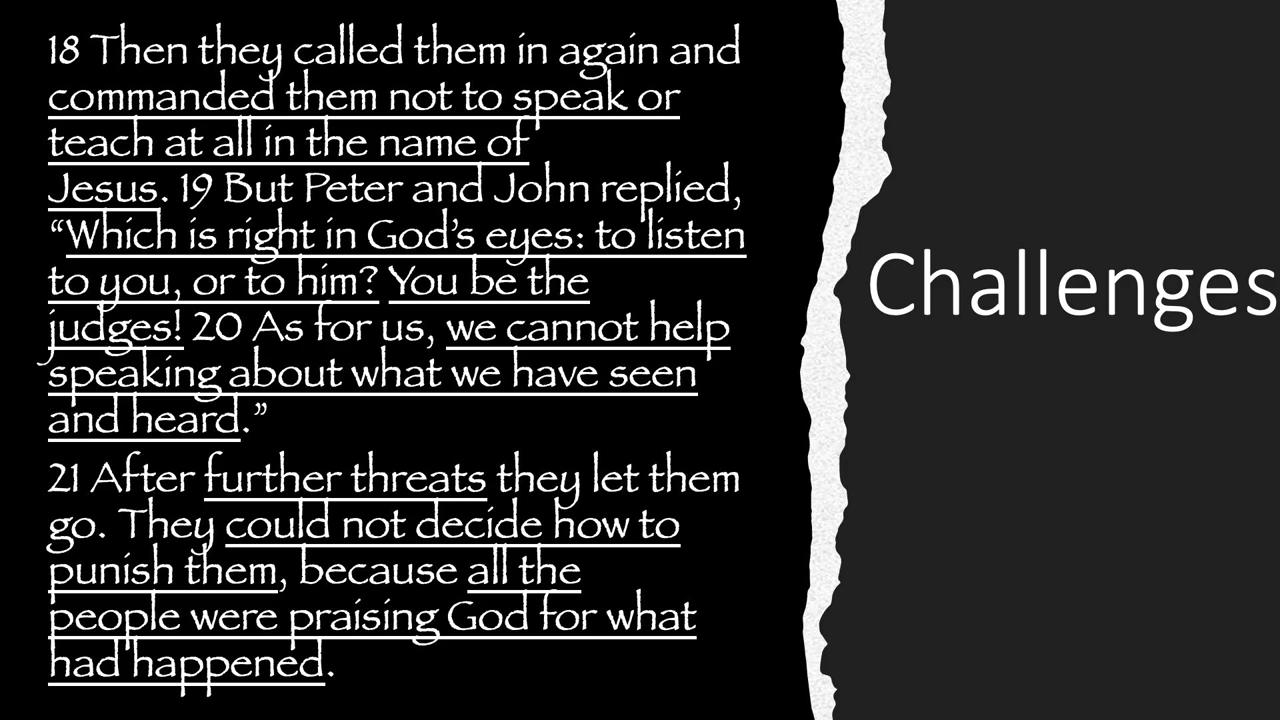 18 Then they called them in again and
commanded them not to speak or
teach at all in the name of
Jesus. 19 But Peter and John replied,
“Which is right in God’s eyes: to listen
to you, or to him? You be the
judges! 20 As for us, we cannot help
speaking about what we have seen
and heard.”
21 After further threats they let them
go. They could not decide how to
punish them, because all the
people were praising God for what
had happened.
Challenges